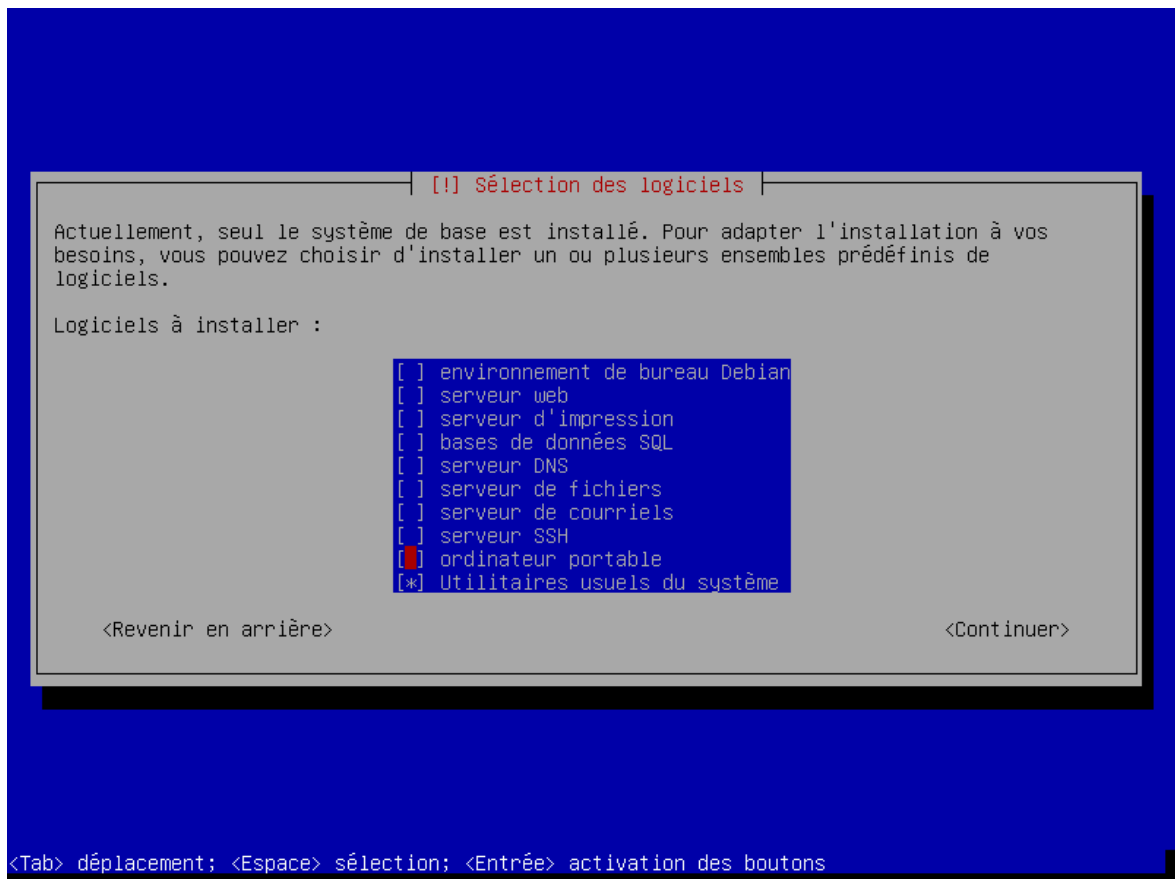 [!] Sélection des logiciels
Actuellement, seul le système de base est installé. Pour adapter l'installation à vos
besoins, vous pouvez choisir d'installer un ou plusieurs ensembles prédéfinis de
logiciels.
Logiciels à installer :
[ ] environnement de bureau Debian
[ ] serveur web
[ ] serveur d'impression
[ ] bases de données SQL
[ ] serveur DNS
[ ] serveur de fichiers
[ ] serveur de courriels
[ ] serveur SSH
[ ] ordinateur portable
[*] Utilitaires usuels du système
<Revenir en arrière> <Continuer>
<Tab> déplacement; <Espace> sélection; <Entrée> activation des boutons